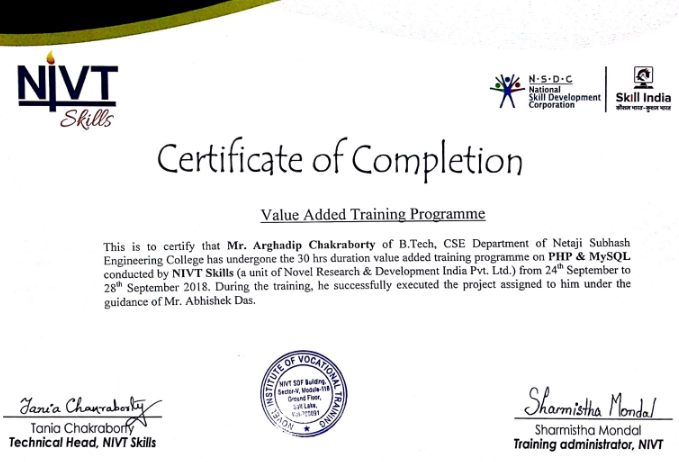 NIVT
Skills
N·S·D·C
National
Skill Development
Corporation
Skill India
कौशल भारत-कुशल भारत
Certificate of Completion
Value Added Training Programme
This is to certify that Mr. Arghadip Chakraborty of B.Tech, CSE Department of Netaji Subhash
Engineering College has undergone the 30 hrs duration value added training programme on PHP & MySQL
conducted by NIVT Skills (a unit of Novel Research & Development India Pvt. Ltd.) from 24th September to
28th September 2018. During the training, he successfully executed the project assigned to him under the
guidance of Mr. Abhishek Das.
NOVEL INSTITUTE OF VOCATIONAL TRAINING
NIVT SDF Building,
Sector-V, Module-118
Ground Floor,
Salt Lake,
Kol-700091
Tania Chakraborty
Tania Chakraborty
Technical Head, NIVT Skills
Sharmistha Mondal
Sharmistha Mondal
Training administrator, NIVT